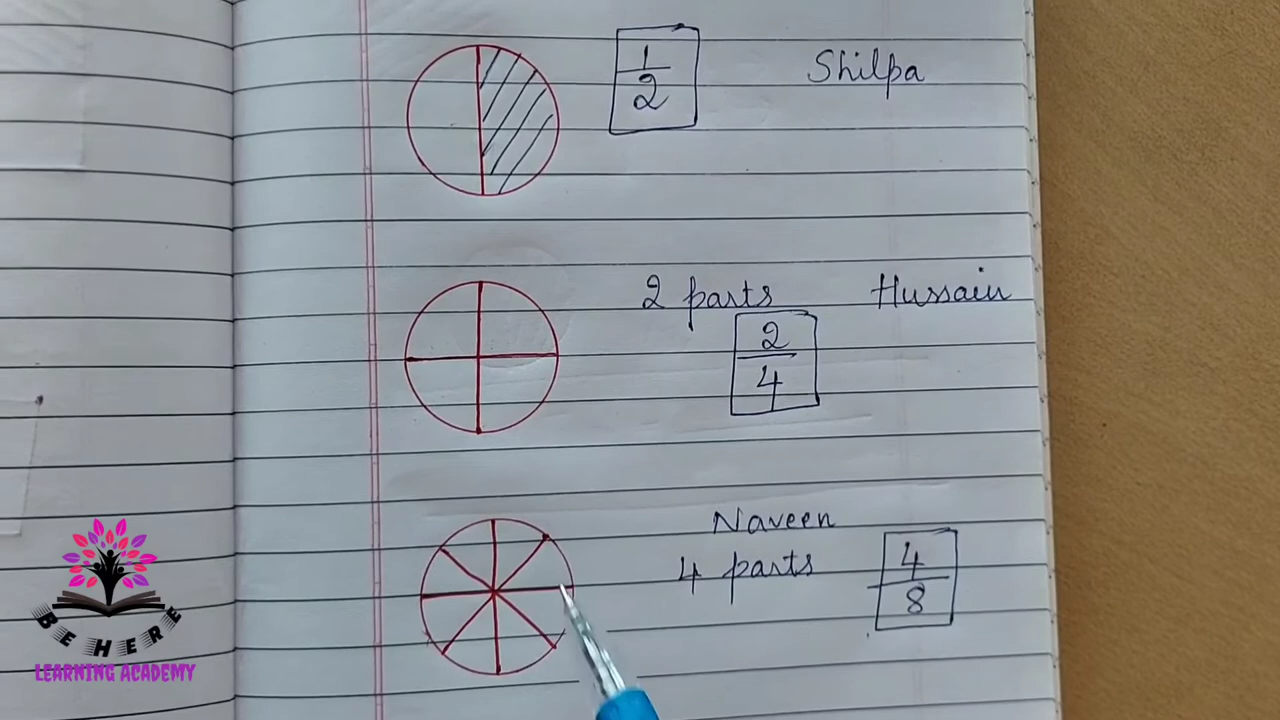 1/2 Shilpa
2 parts Hussain
2/4
Naveen
4 parts 4/8
BE HERE
LEARNING ACADEMY